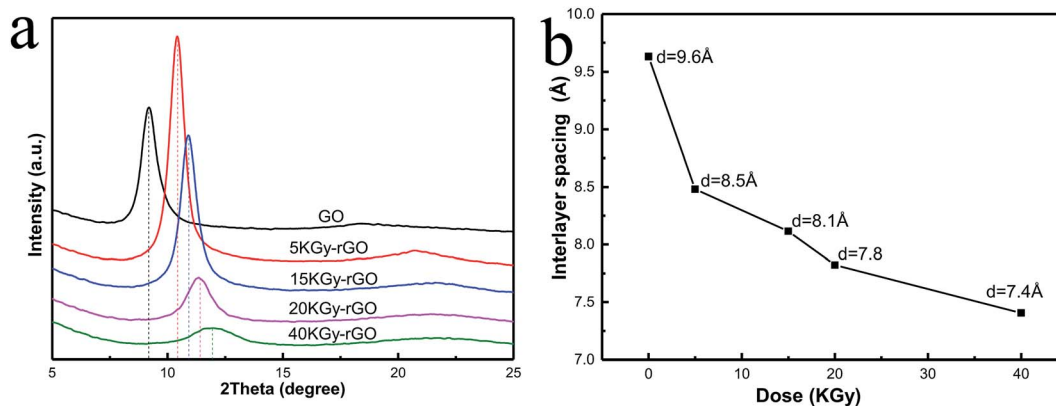 a
Intensity (a.u.)
GO
5KGy-rGO
15KGy-rGO
20KGy-rGO
40KGy-rGO
5 10 15 20 25
2Theta (degree)
b
Interlayer spacing (Å)
10.0
9.5
9.0
8.5
8.0
7.5
7.0
d=9.6Å
d=8.5Å
d=8.1Å
d=7.8
d=7.4Å
0 10 20 30 40
Dose (KGy)